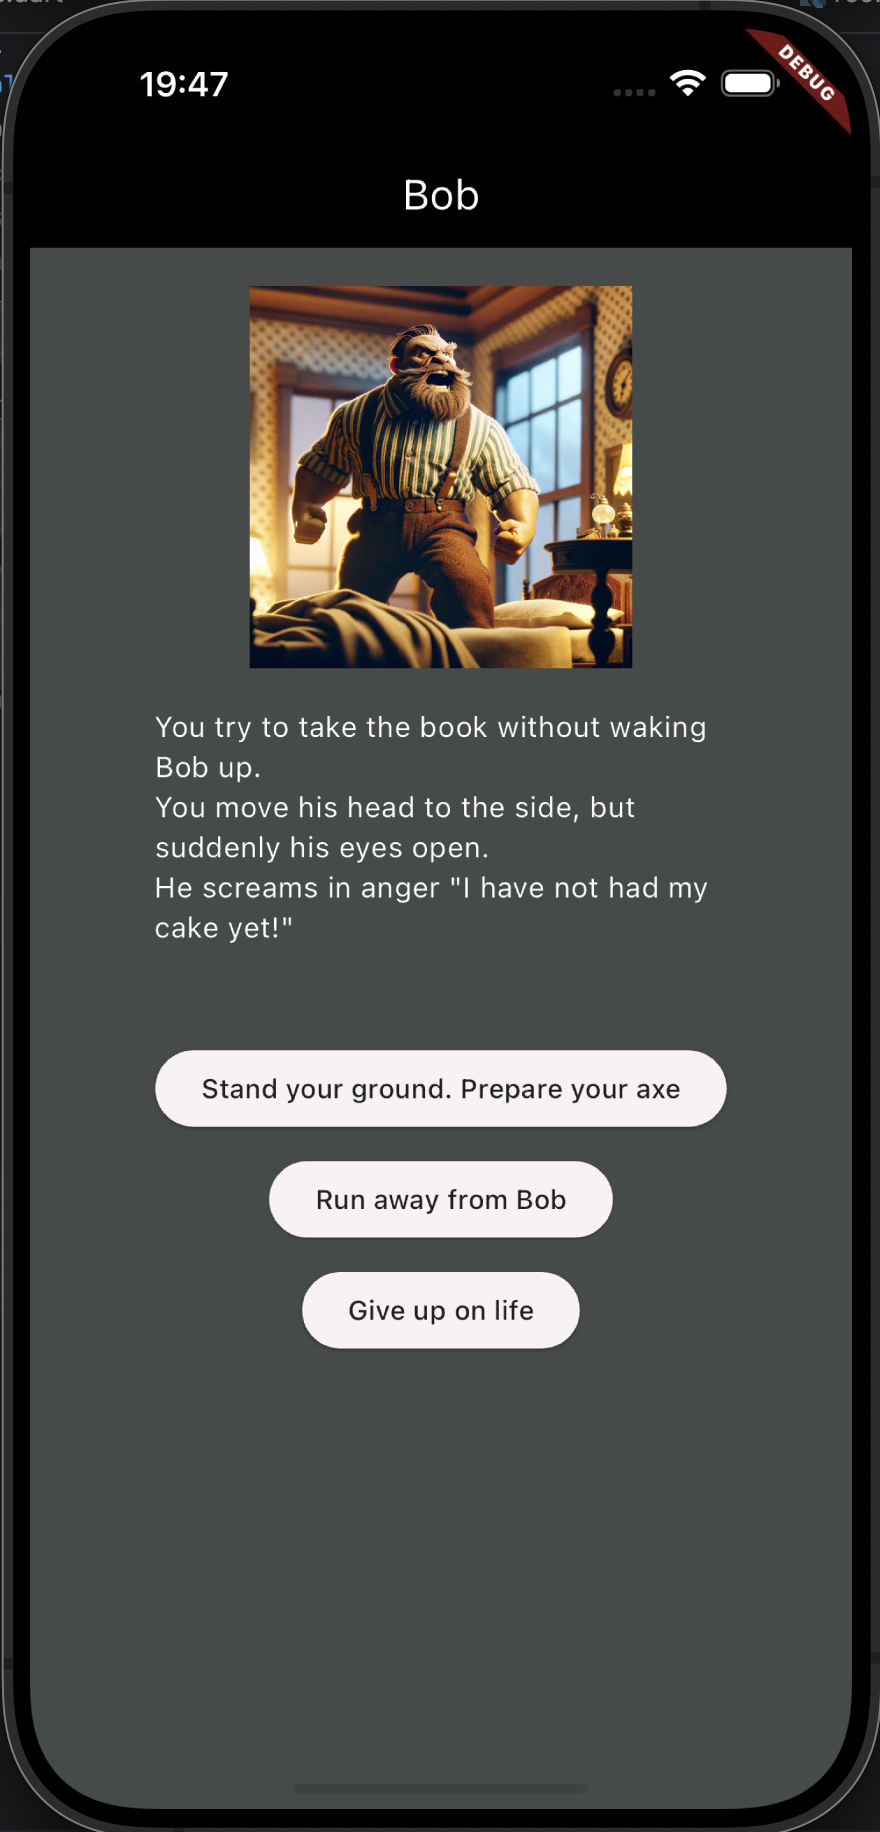 19:47
DEBUG
Bob
You try to take the book without waking
Bob up.
You move his head to the side, but
suddenly his eyes open.
He screams in anger "I have not had my
cake yet!"
Stand your ground. Prepare your axe
Run away from Bob
Give up on life